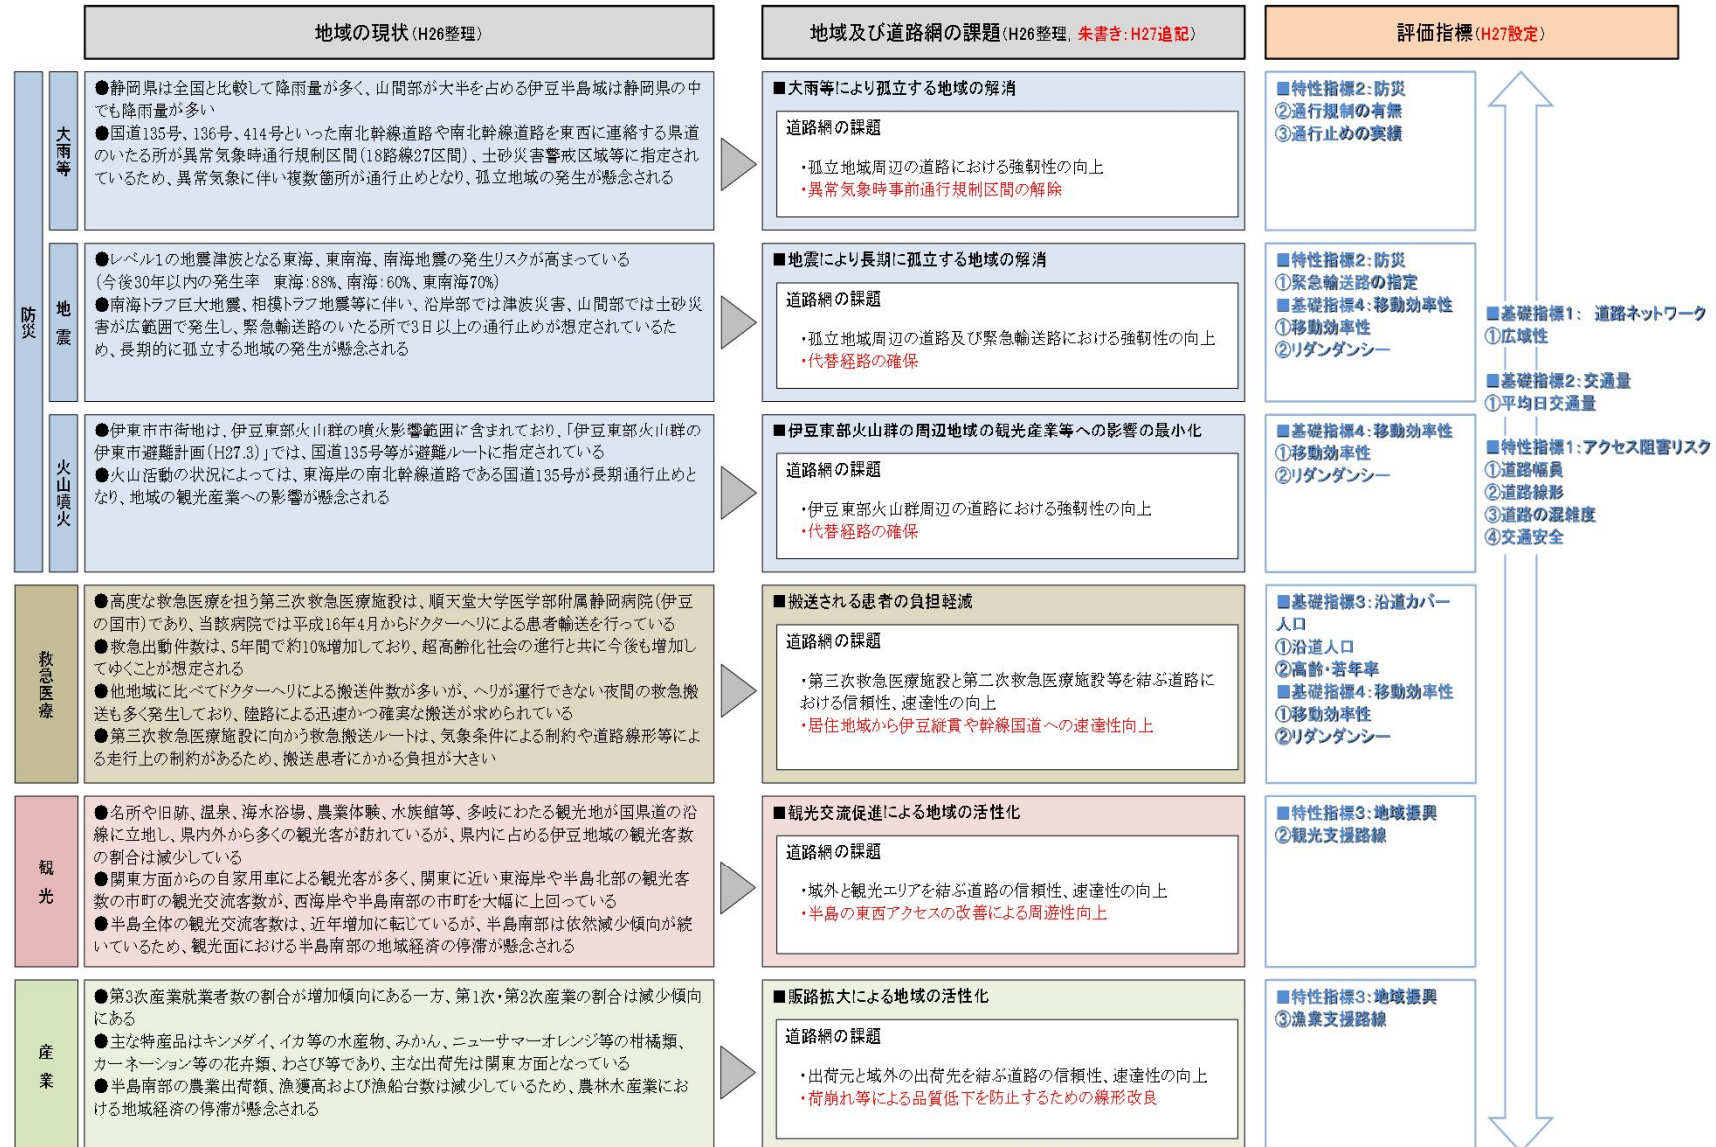 地域の現状(H26整理)
地域及び道路網の課題(H26整理, 朱書き:H27追記)
評価指標(H27設定)
防災
大雨等
●静岡県は全国と比較して降雨量が多く、山間部が大半を占める伊豆半島域は静岡県の中
でも降雨量が多い
●国道135号、136号、414号といった南北幹線道路や南北幹線道路を東西に連絡する県道
のいたる所が異常気象時通行規制区間(18路線27区間)、土砂災害警戒区域等に指定され
ているため、異常気象に伴い複数箇所が通行止めとなり、孤立地域の発生が懸念される
■大雨等により孤立する地域の解消
道路網の課題
・孤立地域周辺の道路における強靭性の向上
・異常気象時事前通行規制区間の解除
■特性指標2:防災
②通行規制の有無
③通行止めの実績
地震
●レベル1の地震津波となる東海、東南海、南海地震の発生リスクが高まっている
(今後30年以内の発生率 東海:88%、南海:60%、東南海70%)
●南海トラフ巨大地震、相模トラフ地震等に伴い、沿岸部では津波災害、山間部では土砂災
害が広範囲で発生し、緊急輸送路のいたる所で3日以上の通行止めが想定されているた
め、長期的に孤立する地域の発生が懸念される
■地震により長期に孤立する地域の解消
道路網の課題
・孤立地域周辺の道路及び緊急輸送路における強靭性の向上
・代替経路の確保
■特性指標2:防災
①緊急輸送路の指定
■基礎指標4:移動効率性
①移動効率性
②リダンダンシー
火山噴火
●伊東市市街地は、伊豆東部火山群の噴火影響範囲に含まれており、「伊豆東部火山群の
伊東市避難計画(H27.3)」では、国道135号等が避難ルートに指定されている
●火山活動の状況によっては、東海岸の南北幹線道路である国道135号が長期通行止めと
なり、地域の観光産業への影響が懸念される
■伊豆東部火山群の周辺地域の観光産業等への影響の最小化
道路網の課題
・伊豆東部火山群周辺の道路における強靭性の向上
・代替経路の確保
■基礎指標4:移動効率性
①移動効率性
②リダンダンシー
■基礎指標1: 道路ネットワーク
①広域性
■基礎指標2:交通量
①平均日交通量
■特性指標1:アクセス阻害リスク
①道路幅員
②道路線形
③道路の混雑度
④交通安全
救急医療
●高度な救急医療を担う第三次救急医療施設は、順天堂大学医学部附属静岡病院(伊豆
の国市)であり、当該病院では平成16年4月からドクターヘリによる患者輸送を行っている
●救急出動件数は、5年間で約10%増加しており、超高齢化社会の進行と共に今後も増加し
てゆくことが想定される
●他地域に比べてドクターヘリによる搬送件数が多いが、ヘリが運行できない夜間の救急搬
送も多く発生しており、陸路による迅速かつ確実な搬送が求められている
●第三次救急医療施設に向かう救急搬送ルートは、気象条件による制約や道路線形等によ
る走行上の制約があるため、搬送患者にかかる負担が大きい
■搬送される患者の負担軽減
道路網の課題
・第三次救急医療施設と第二次救急医療施設等を結ぶ道路に
おける信頼性、速達性の向上
・居住地域から伊豆縦貫や幹線国道への速達性向上
■基礎指標3:沿道カバー
人口
①沿道人口
②高齢・若年率
■基礎指標4:移動効率性
①移動効率性
②リダンダンシー
観光
●名所や旧跡、温泉、海水浴場、農業体験、水族館等、多岐にわたる観光地が国県道の沿
線に立地し、県内外から多くの観光客が訪れているが、県内に占める伊豆地域の観光客数
の割合は減少している
●関東方面からの自家用車による観光客が多く、関東に近い東海岸や半島北部の観光客
数の市町の観光交流客数が、西海岸や半島南部の市町を大幅に上回っている
●半島全体の観光交流客数は、近年増加に転じているが、半島南部は依然減少傾向が続
いているため、観光面における半島南部の地域経済の停滞が懸念される
■観光交流促進による地域の活性化
道路網の課題
・域外と観光エリアを結ぶ道路の信頼性、速達性の向上
・半島の東西アクセスの改善による周遊性向上
■特性指標3:地域振興
②観光支援路線
産業
●第3次産業就業者数の割合が増加傾向にある一方、第1次・第2次産業の割合は減少傾向
にある
●主な特産品はキンメダイ、イカ等の水産物、みかん、ニューサマーオレンジ等の柑橘類、
カーネーション等の花卉類、わさび等であり、主な出荷先は関東方面となっている
●半島南部の農業出荷額、漁獲高および漁船台数は減少しているため、農林水産業にお
ける地域経済の停滞が懸念される
■販路拡大による地域の活性化
道路網の課題
・出荷元と域外の出荷先を結ぶ道路の信頼性、速達性の向上
・荷崩れ等による品質低下を防止するための線形改良
■特性指標3:地域振興
③漁業支援路線